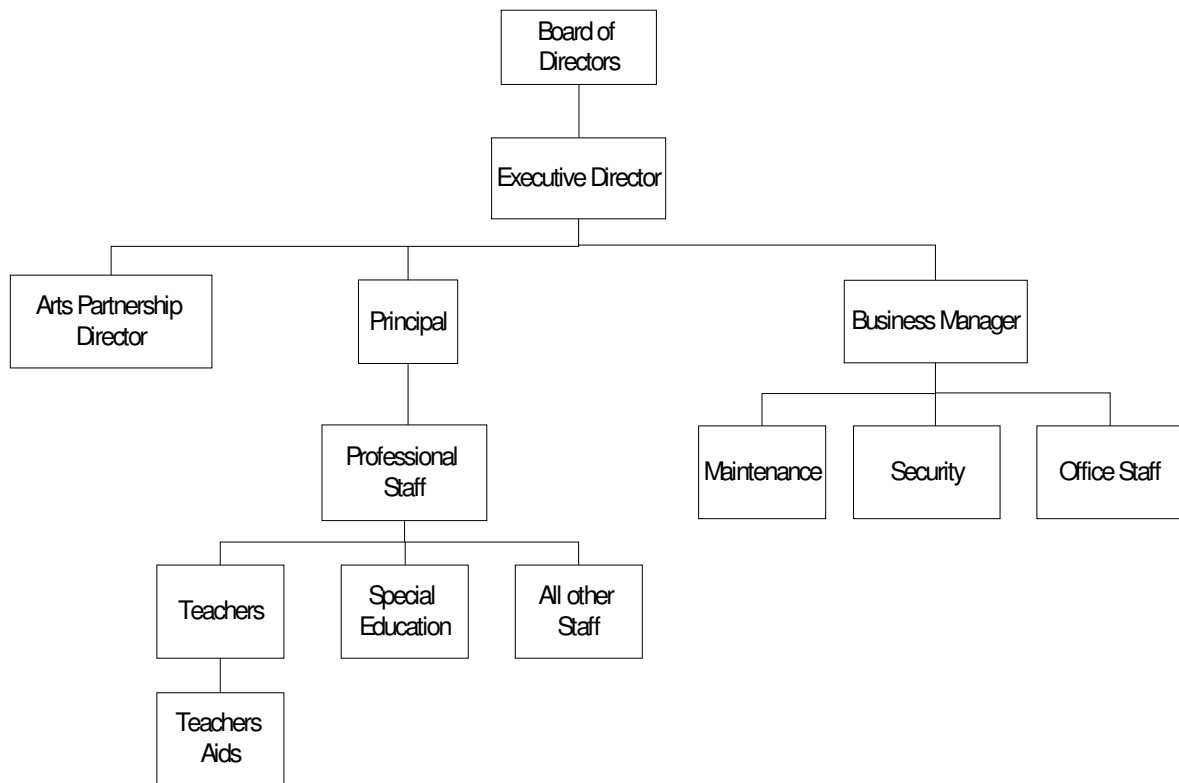 Board of
Directors
Executive Director
Arts Partnership
Director
Principal
Business Manager
Professional
Staff
Maintenance
Security
Office Staff
Teachers
Special
Education
All other
Staff
Teachers
Aids